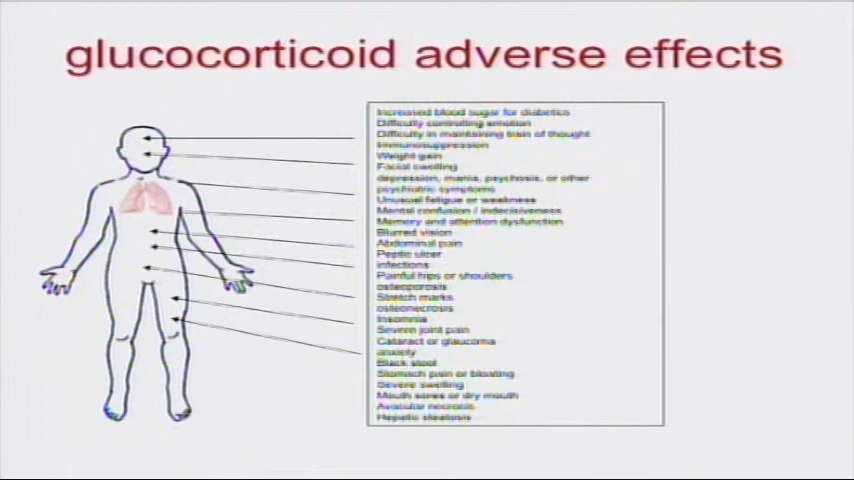 glucocorticoid adverse effects
Increased blood sugar for diabetics
Difficulty controlling emotion
Difficulty in maintaining train of thought
Immunosuppression
Weight gain
Facial swelling
depression, mania, psychosis, or other
psychiatric symptoms
Unusual fatigue or weakness
Mental confusion / indecisiveness
Memory and attention dysfunction
Blurred vision
Abdominal pain
Peptic ulcer
infections
Painful hips or shoulders
osteoporosis
Stretch marks
osteonecrosis
Insomnia
Severe joint pain
Cataract or glaucoma
anxiety
Black stool
Stomach pain or bloating
Severe swelling
Mouth sores or dry mouth
Avascular necrosis
Hepatic steatosis